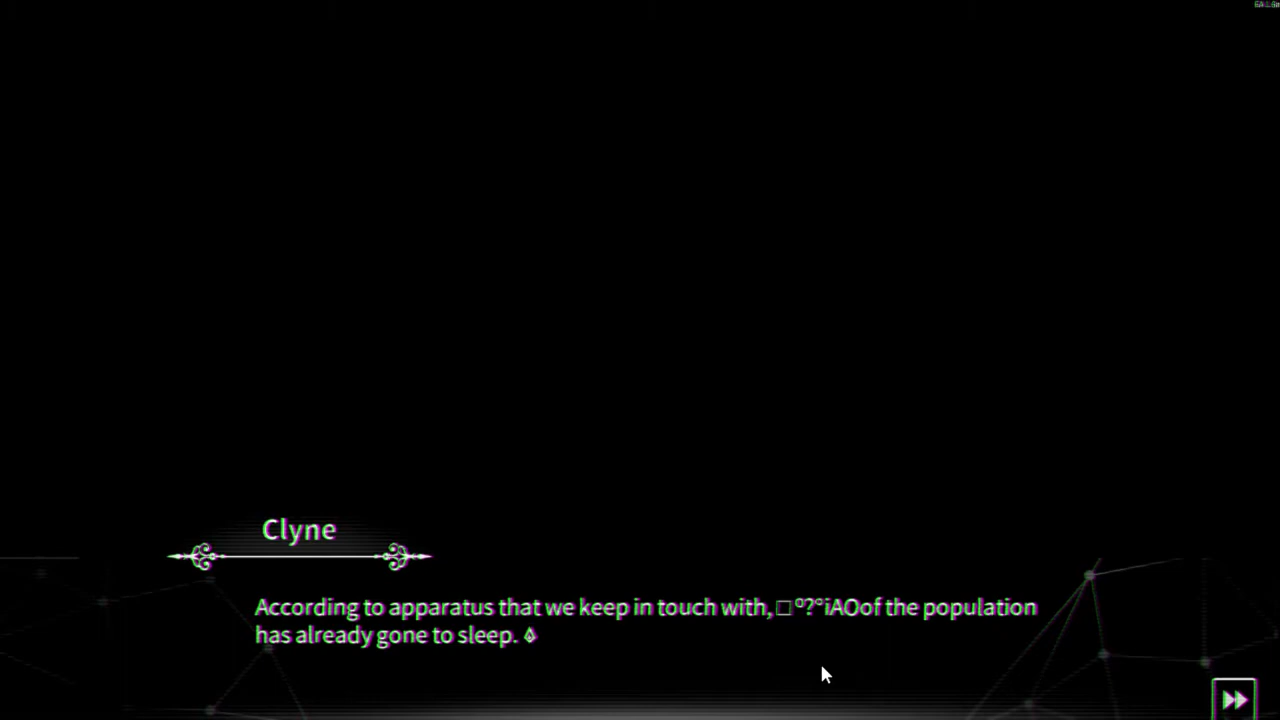 Clyne
According to apparatus that we keep in touch with, □º?°iAOof the population
has already gone to sleep.